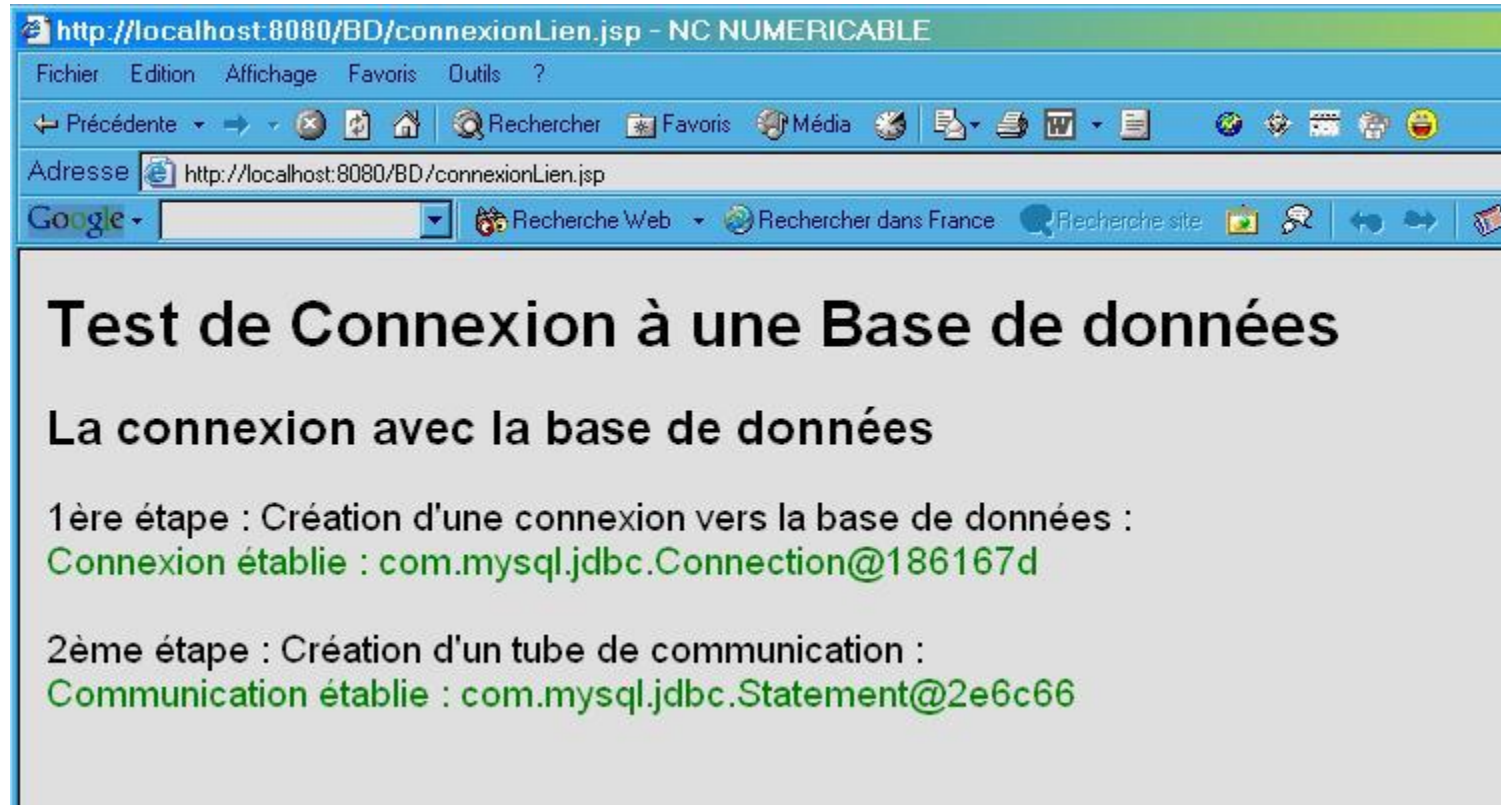 http://localhost:8080/BD/connexionLien.jsp - NC NUMERICABLE
Fichier Edition Affichage Favoris Outils ?
Précédente Rechercher Favoris Média
Adresse http://localhost:8080/BD/connexionLien.jsp
Google Recherche Web Rechercher dans France Recherche site
Test de Connexion à une Base de données
La connexion avec la base de données
1ère étape : Création d'une connexion vers la base de données :
Connexion établie : com.mysql.jdbc.Connection@186167d
2ème étape : Création d'un tube de communication :
Communication établie : com.mysql.jdbc.Statement@2e6c66